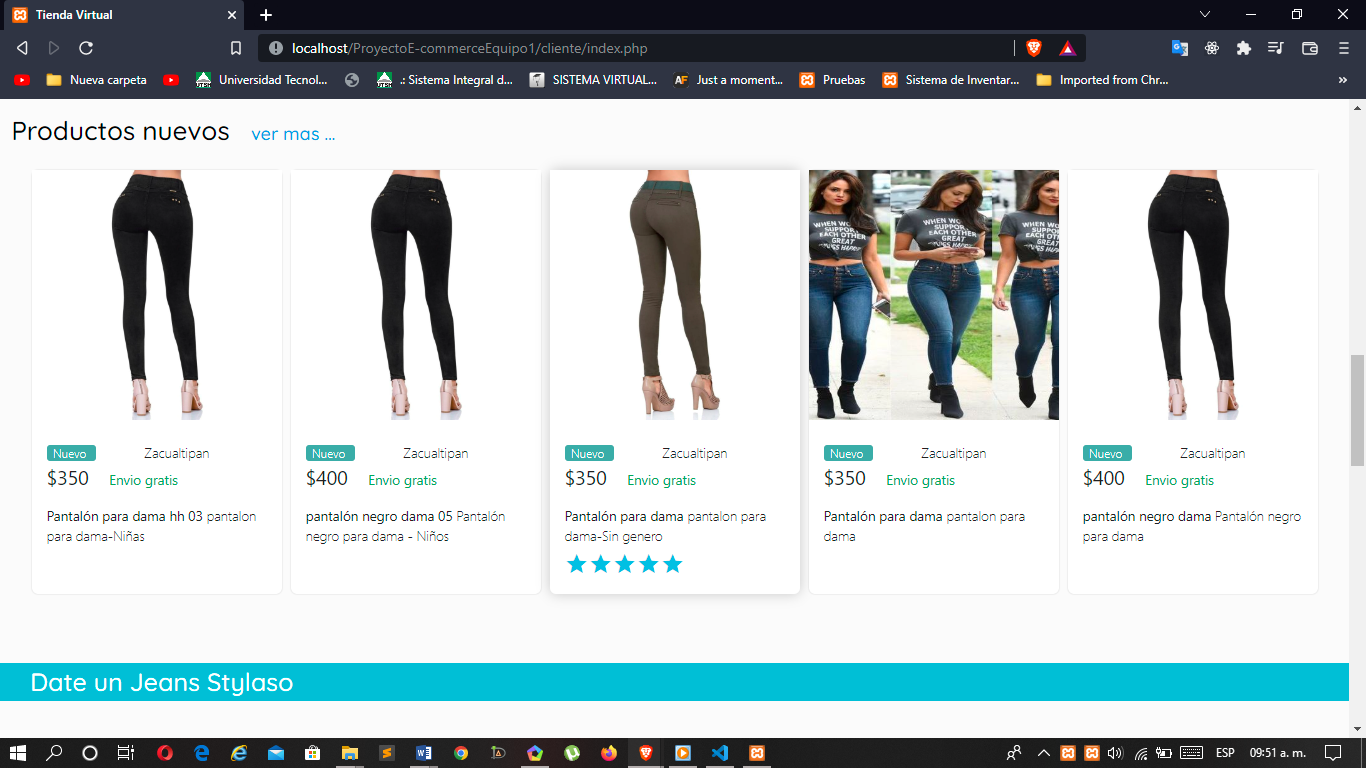 Tienda Virtual
localhost/ProyectoE-commerceEquipo1/cliente/index.php
Nueva carpeta
Universidad Tecnol...
.: Sistema Integral d...
SISTEMA VIRTUAL...
Just a moment...
Pruebas
Sistema de Inventar...
Imported from Chr...
Productos nuevos ver mas ...
WHEN WO
SUPPOR
EACH OTHER
GREAT
Nuevo Zacualtipan
$350 Envio gratis
Pantalón para dama hh 03 pantalon
para dama-Niñas
Nuevo Zacualtipan
$400 Envio gratis
pantalón negro dama 05 Pantalón
negro para dama - Niños
Nuevo Zacualtipan
$350 Envio gratis
Pantalón para dama pantalon para
dama-Sin genero
Nuevo Zacualtipan
$350 Envio gratis
Pantalón para dama pantalon para
dama
Nuevo Zacualtipan
$400 Envio gratis
pantalón negro dama Pantalón negro
para dama
Date un Jeans Stylaso
ESP
09:51 a. m.